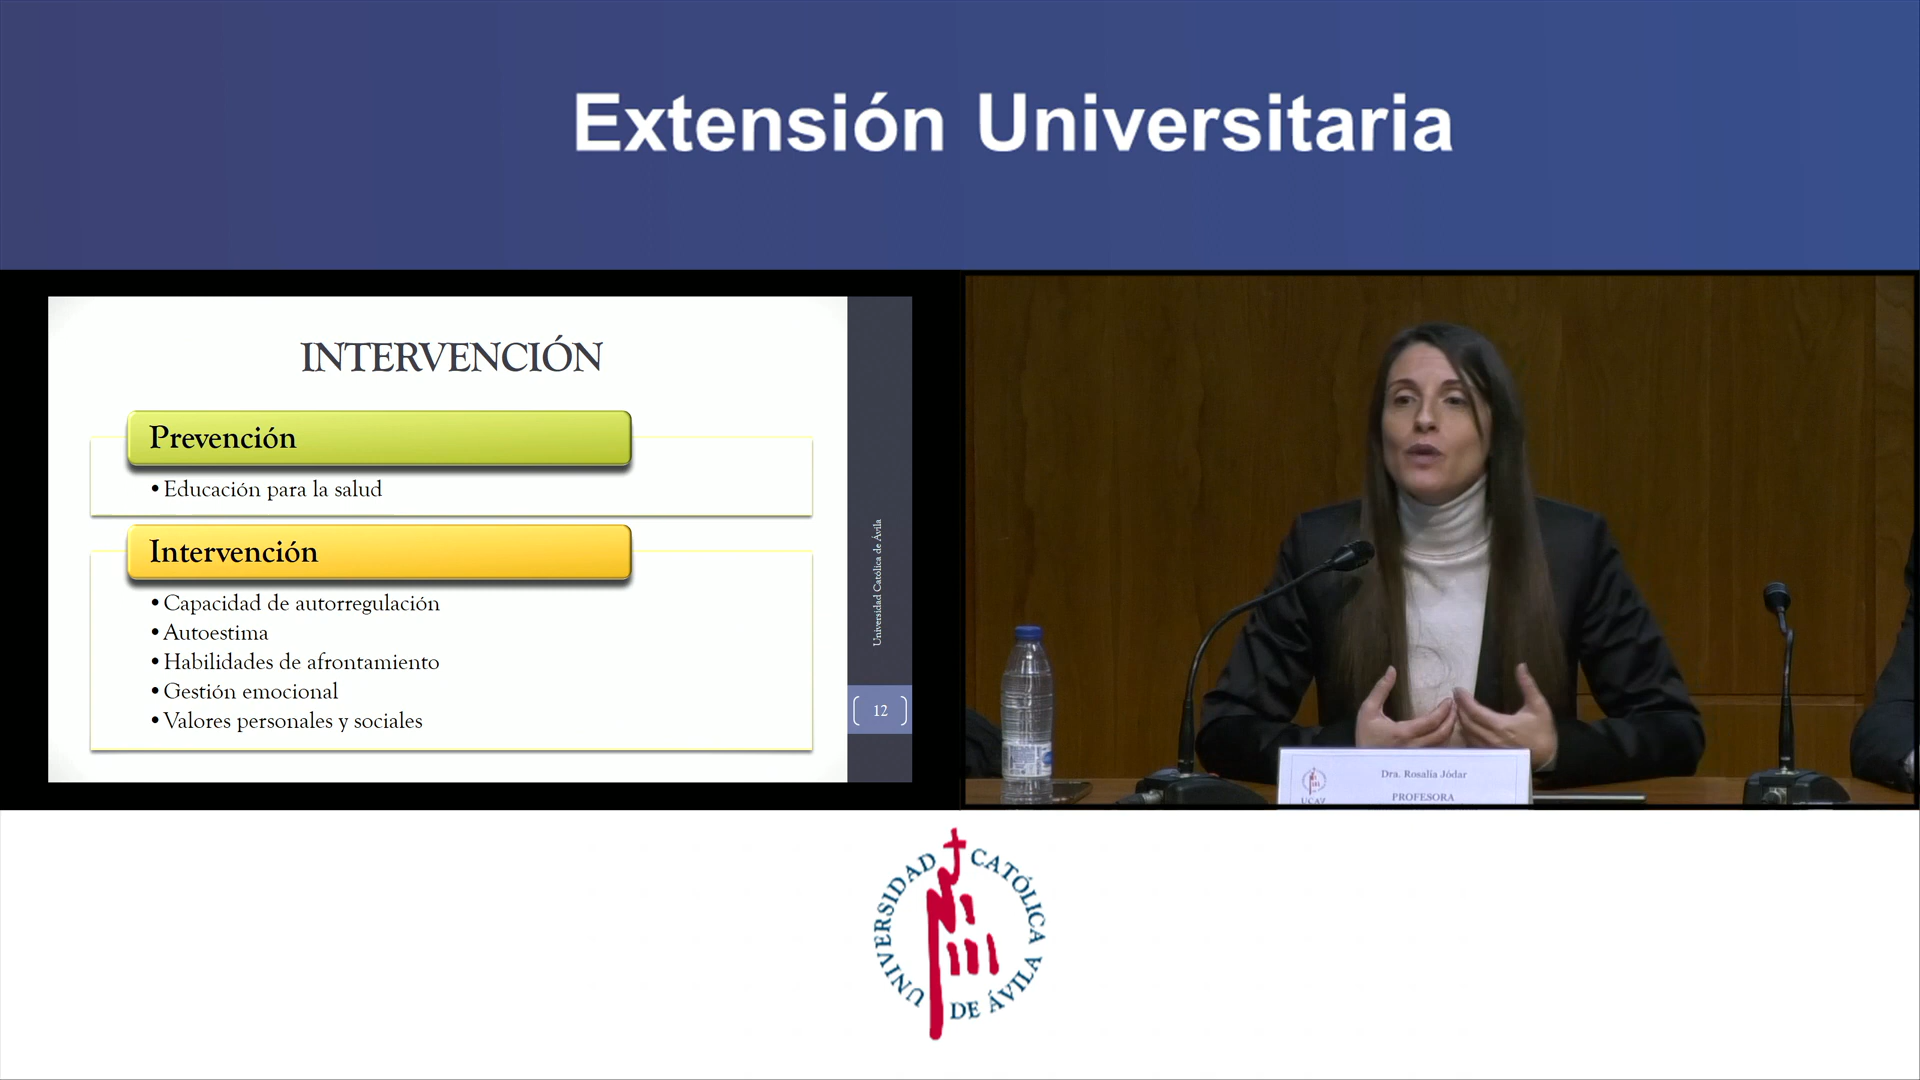 Extensión Universitaria
INTERVENCIÓN
Prevención
•Educación para la salud
Intervención
•Capacidad de autorregulación
•Autoestima
•Habilidades de afrontamiento
•Gestión emocional
•Valores personales y sociales
Universidad Católica de Ávila
12
Dra. Rosalía Jódar
PROFESORA
UNIVERSIDAD CATÓLICA DE ÁVILA